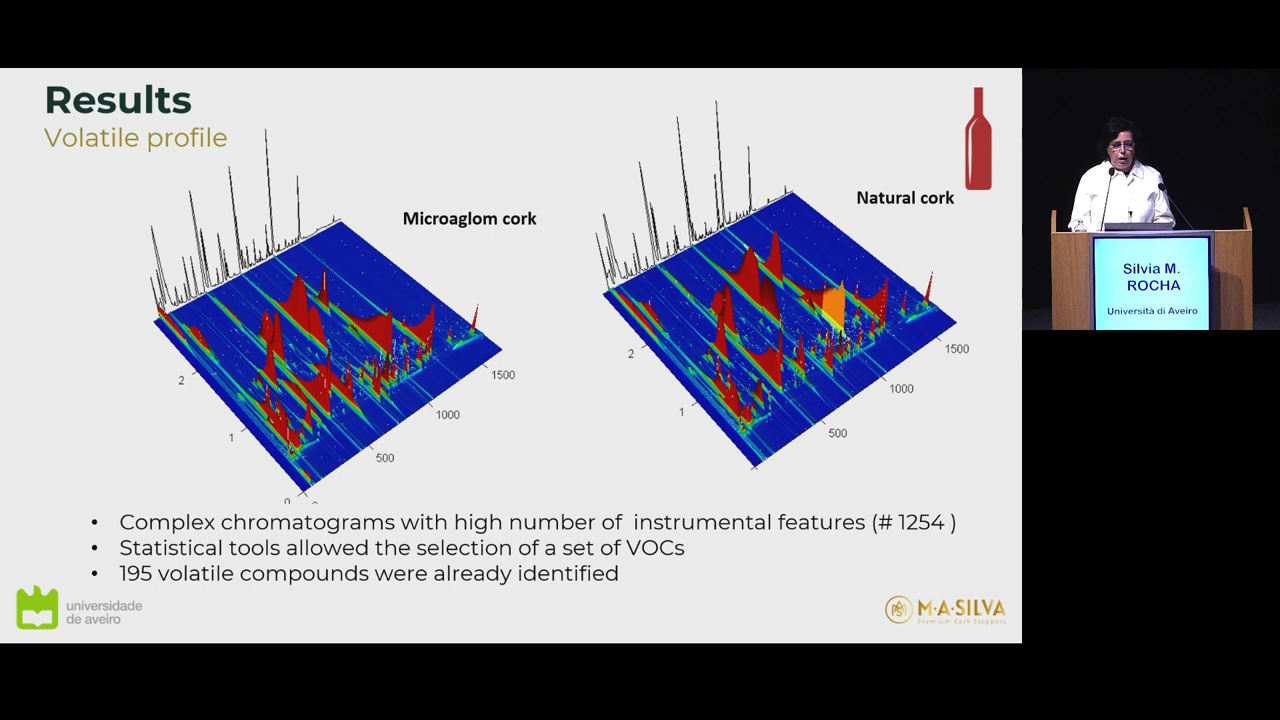 Results
Volatile profile
Microaglom cork
Natural cork
2
1
0
500
1000
1500
2
1
500
1000
1500
• Complex chromatograms with high number of instrumental features (# 1254 )
• Statistical tools allowed the selection of a set of VOCs
• 195 volatile compounds were already identified
universidade
de aveiro
M·A·SILVA
Premium Cork Stoppers
Silvia M.
ROCHA
Università di Aveiro